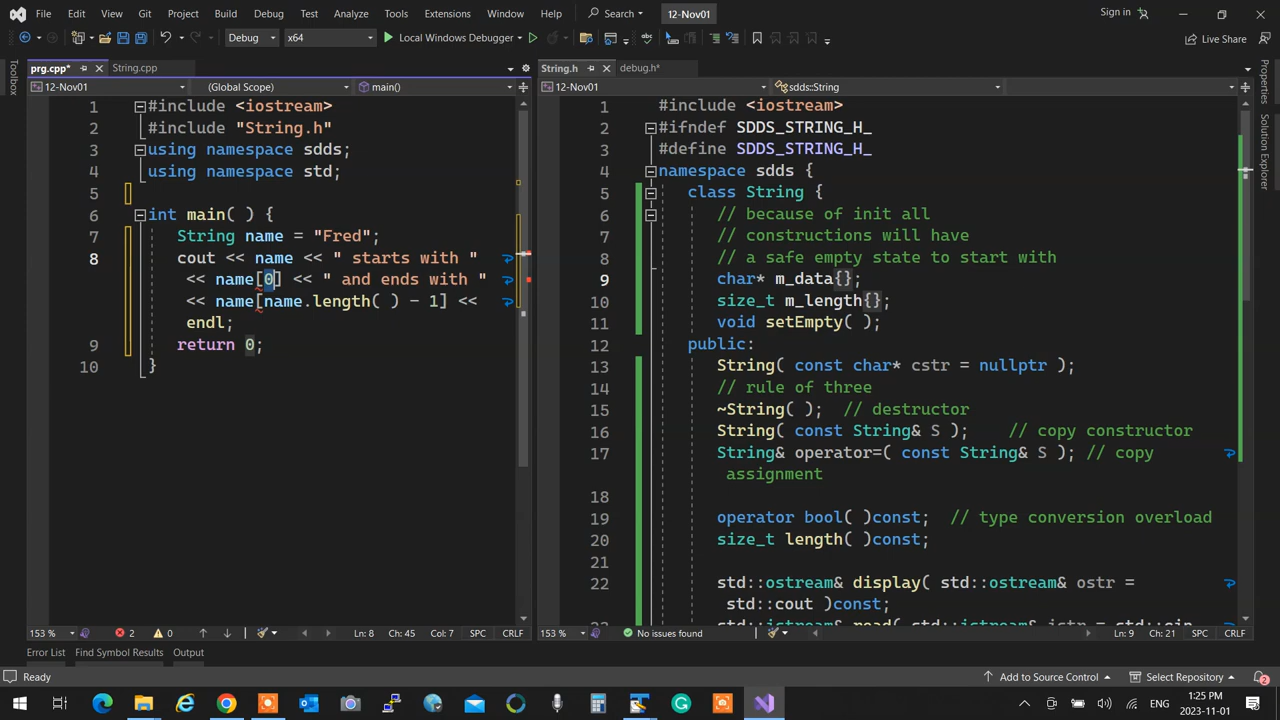 File Edit View Git Project Build Debug Test Analyze Tools Extensions Window Help Search 12-Nov01 Sign in
Debug x64 Local Windows Debugger Live Share
Toolbox
prg.cpp* String.cpp
12-Nov01 (Global Scope) main()
1 #include <iostream>
2 #include "String.h"
3 using namespace sdds;
4 using namespace std;
5
6 int main( ) {
7 String name = "Fred";
8 cout << name << " starts with "
<< name[0] << " and ends with "
<< name[name.length( ) - 1] <<
endl;
9 return 0;
10 }
153 % 2 0 Ln: 8 Ch: 45 Col: 7 SPC CRLF
String.h debug.h*
12-Nov01 sdds::String
1 #include <iostream>
2 #ifndef SDDS_STRING_H_
3 #define SDDS_STRING_H_
4 namespace sdds {
5 class String {
6 // because of init all
7 // constructions will have
8 // a safe empty state to start with
9 char* m_data{};
10 size_t m_length{};
11 void setEmpty( );
12 public:
13 String( const char* cstr = nullptr );
14 // rule of three
15 ~String( ); // destructor
16 String( const String& S ); // copy constructor
17 String& operator=( const String& S ); // copy
assignment
18
19 operator bool( )const; // type conversion overload
20 size_t length( )const;
21
22 std::ostream& display( std::ostream& ostr =
std::cout )const;
153 % No issues found Ln: 9 Ch: 21 SPC CRLF
Properties
Solution Explorer
Error List Find Symbol Results Output
Ready Add to Source Control Select Repository 2
ENG 1:25 PM
2023-11-01